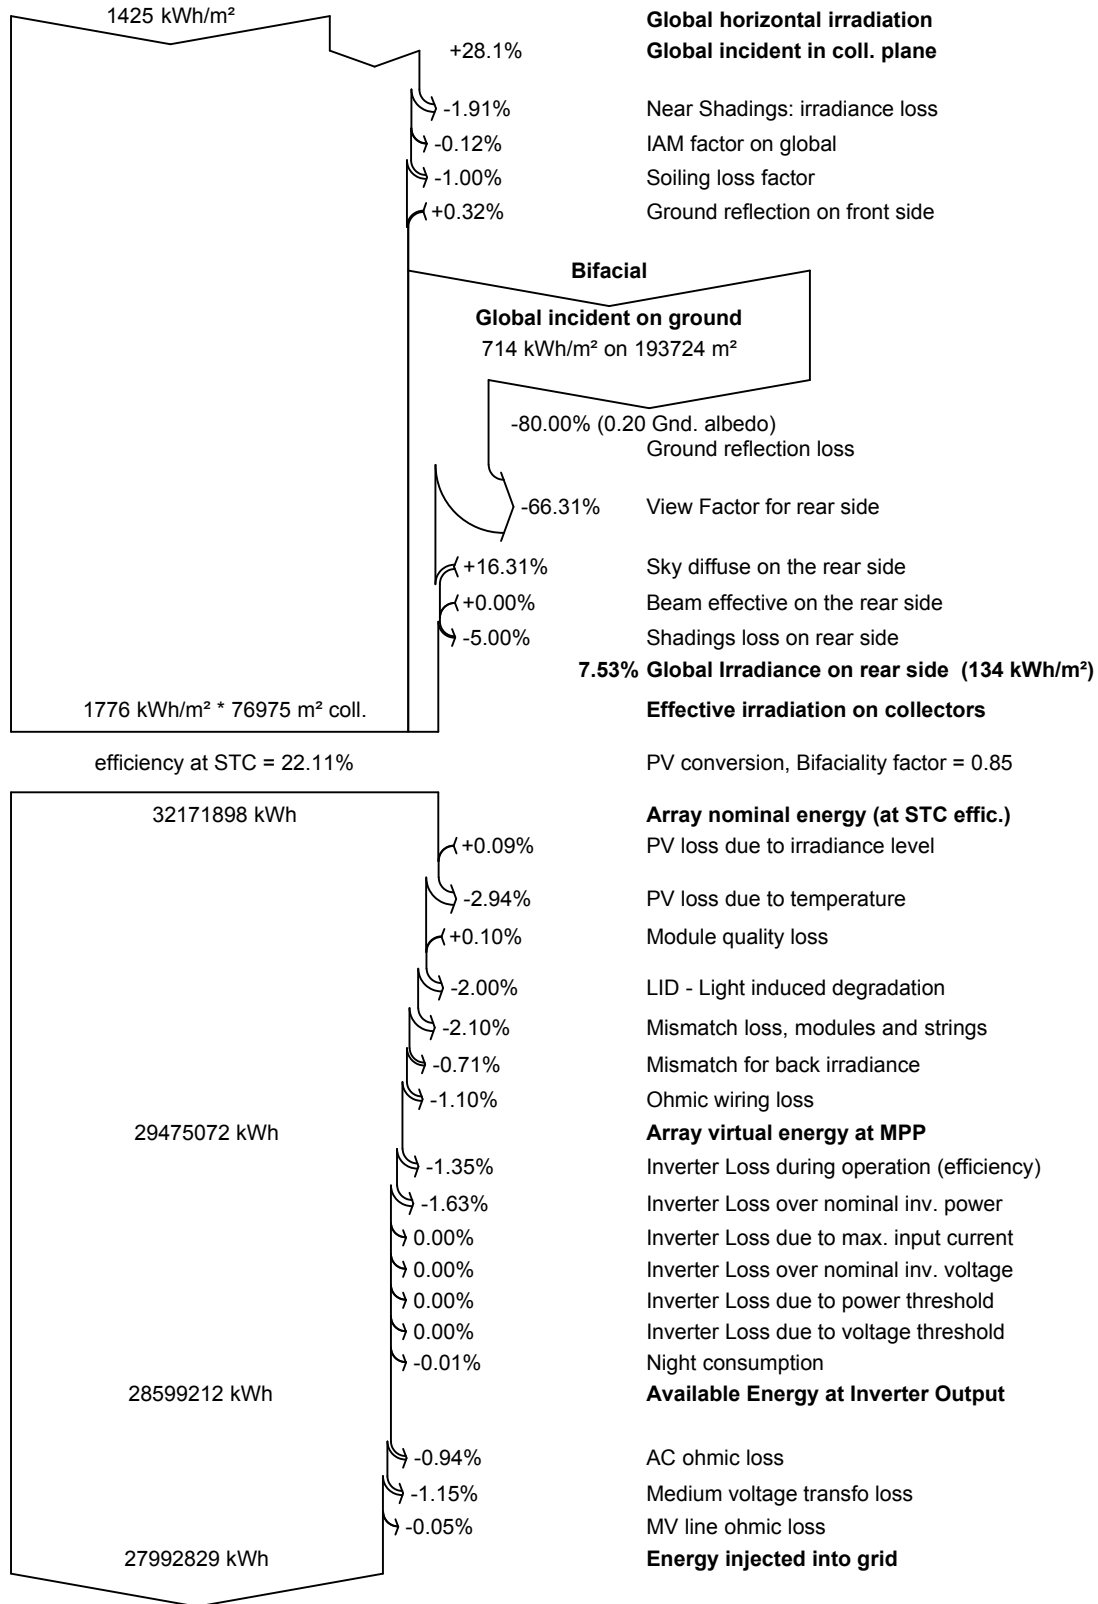 1425 kWh/m² Global horizontal irradiation
+28.1% Global incident in coll. plane
-1.91% Near Shadings: irradiance loss
-0.12% IAM factor on global
-1.00% Soiling loss factor
+0.32% Ground reflection on front side
Bifacial
Global incident on ground
714 kWh/m² on 193724 m²
-80.00% (0.20 Gnd. albedo)
Ground reflection loss
-66.31% View Factor for rear side
+16.31% Sky diffuse on the rear side
+0.00% Beam effective on the rear side
-5.00% Shadings loss on rear side
7.53% Global Irradiance on rear side (134 kWh/m²)
1776 kWh/m² * 76975 m² coll. Effective irradiation on collectors
efficiency at STC = 22.11% PV conversion, Bifaciality factor = 0.85
32171898 kWh Array nominal energy (at STC effic.)
+0.09% PV loss due to irradiance level
-2.94% PV loss due to temperature
+0.10% Module quality loss
-2.00% LID - Light induced degradation
-2.10% Mismatch loss, modules and strings
-0.71% Mismatch for back irradiance
-1.10% Ohmic wiring loss
29475072 kWh Array virtual energy at MPP
-1.35% Inverter Loss during operation (efficiency)
-1.63% Inverter Loss over nominal inv. power
0.00% Inverter Loss due to max. input current
0.00% Inverter Loss over nominal inv. voltage
0.00% Inverter Loss due to power threshold
0.00% Inverter Loss due to voltage threshold
-0.01% Night consumption
28599212 kWh Available Energy at Inverter Output
-0.94% AC ohmic loss
-1.15% Medium voltage transfo loss
-0.05% MV line ohmic loss
27992829 kWh Energy injected into grid